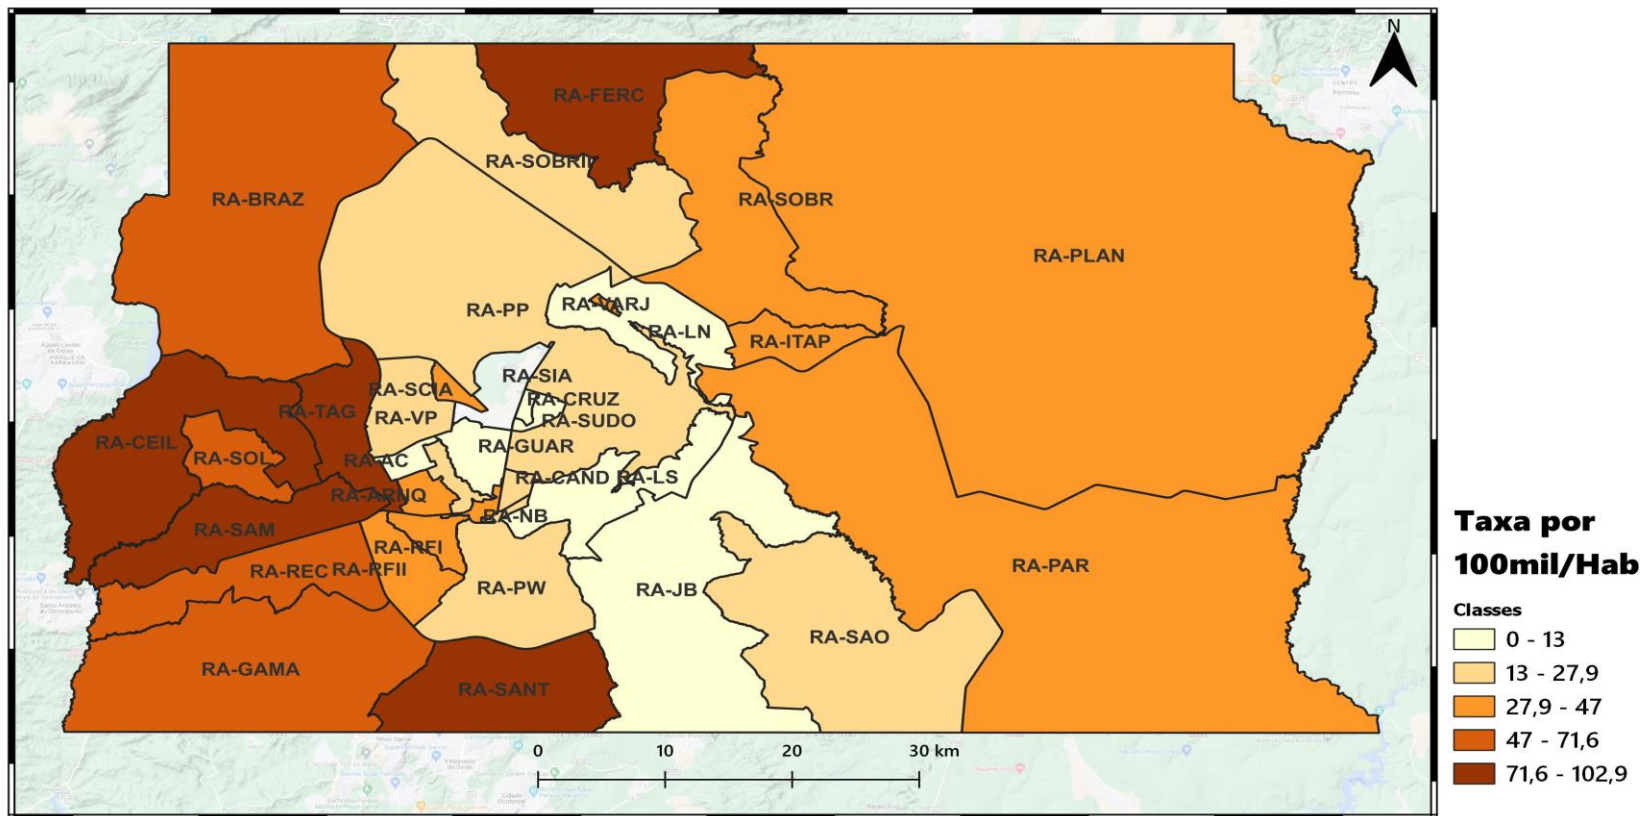 N
RA-FERC
RA-SOBRII
RA-BRAZ
RA-SOBR
RA-PLAN
RA-PP
RA-VARJ
RA-LN
RA-ITAP
RA-SIA
RA-SCIA
RA-CRUZ
RA-TAG
RA-VP
RA-SUDO
RA-CEIL
RA-GUAR
RA-SOL
RA-AC
RA-CAND
RA-LS
RA-NB
RA-SAM
RA-RFI
RA-REC
RA-RFII
RA-PAR
RA-PW
RA-JB
RA-SAO
RA-GAMA
RA-SANT
0 10 20 30 km
Taxa por
100mil/Hab
Classes
0 - 13
13 - 27,9
27,9 - 47
47 - 71,6
71,6 - 102,9